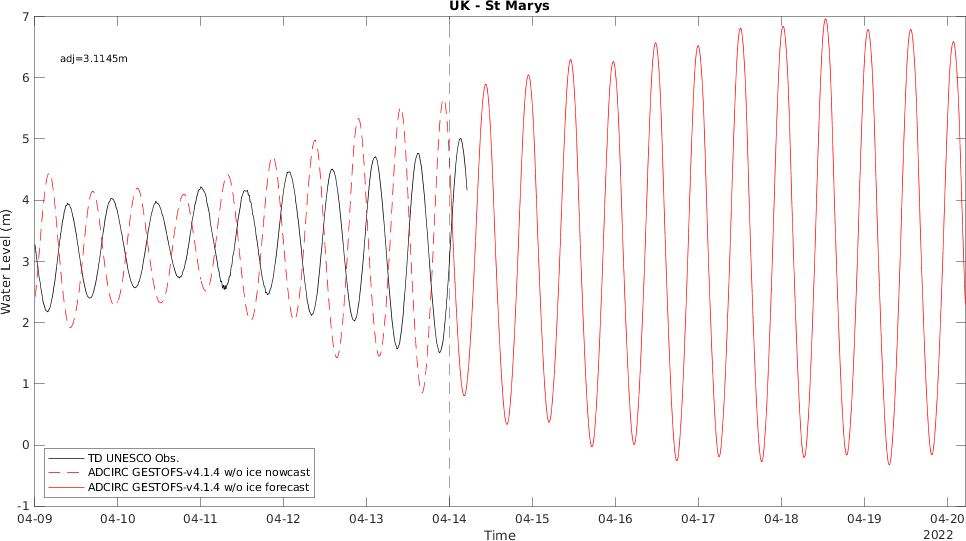 UK - St Marys
adj=3.1145m
Water Level (m)
7
6
5
4
3
2
1
0
-1
TD UNESCO Obs.
ADCIRC GESTOFS-v4.1.4 w/o ice nowcast
ADCIRC GESTOFS-v4.1.4 w/o ice forecast
04-09 04-10 04-11 04-12 04-13 04-14 04-15 04-16 04-17 04-18 04-19 04-20
Time
2022